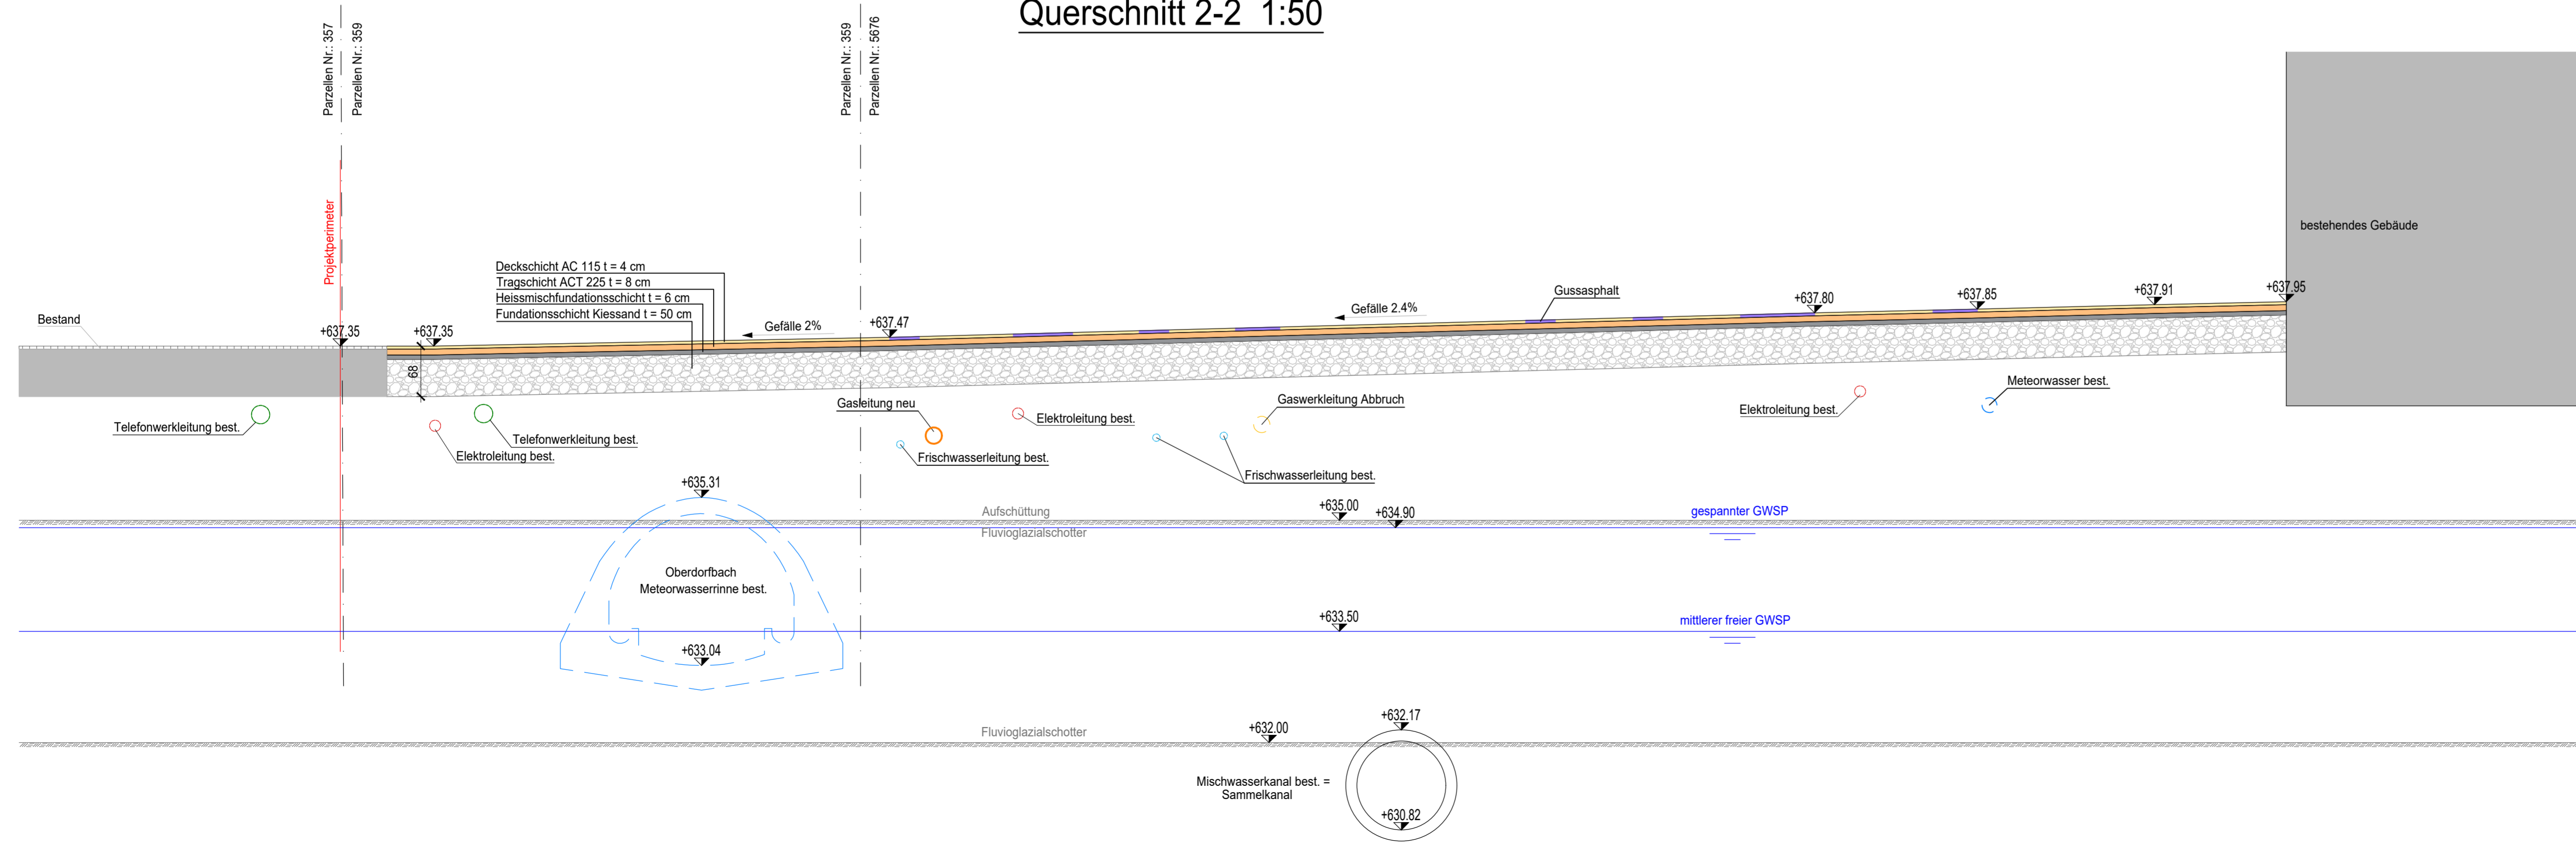 Querschnitt 2-2 1:50
Parzellen Nr.: 357
Parzellen Nr.: 359
Parzellen Nr.: 359
Parzellen Nr.: 5676
Projektperimeter
bestehendes Gebäude
Deckschicht AC 115 t = 4 cm
Tragschicht ACT 225 t = 8 cm
Heissmischfundationsschicht t = 6 cm
Fundationsschicht Kiessand t = 50 cm
Bestand
+637.35
+637.35
Gefälle 2%
+637.47
Gefälle 2.4%
Gussasphalt
+637.80
+637.85
+637.91
+637.95
68
Telefonwerkleitung best.
Elektroleitung best.
Telefonwerkleitung best.
Gasleitung neu
Frischwasserleitung best.
Elektroleitung best.
Gaswerkleitung Abbruch
Frischwasserleitung best.
Elektroleitung best.
Meteorwasser best.
+635.31
Aufschüttung
Fluvioglazialschotter
+635.00
+634.90
gespannter GWSP
Oberdorfbach
Meteorwasserrinne best.
+633.04
+633.50
mittlerer freier GWSP
Fluvioglazialschotter
+632.00
+632.17
Mischwasserkanal best. =
Sammelkanal
+630.82